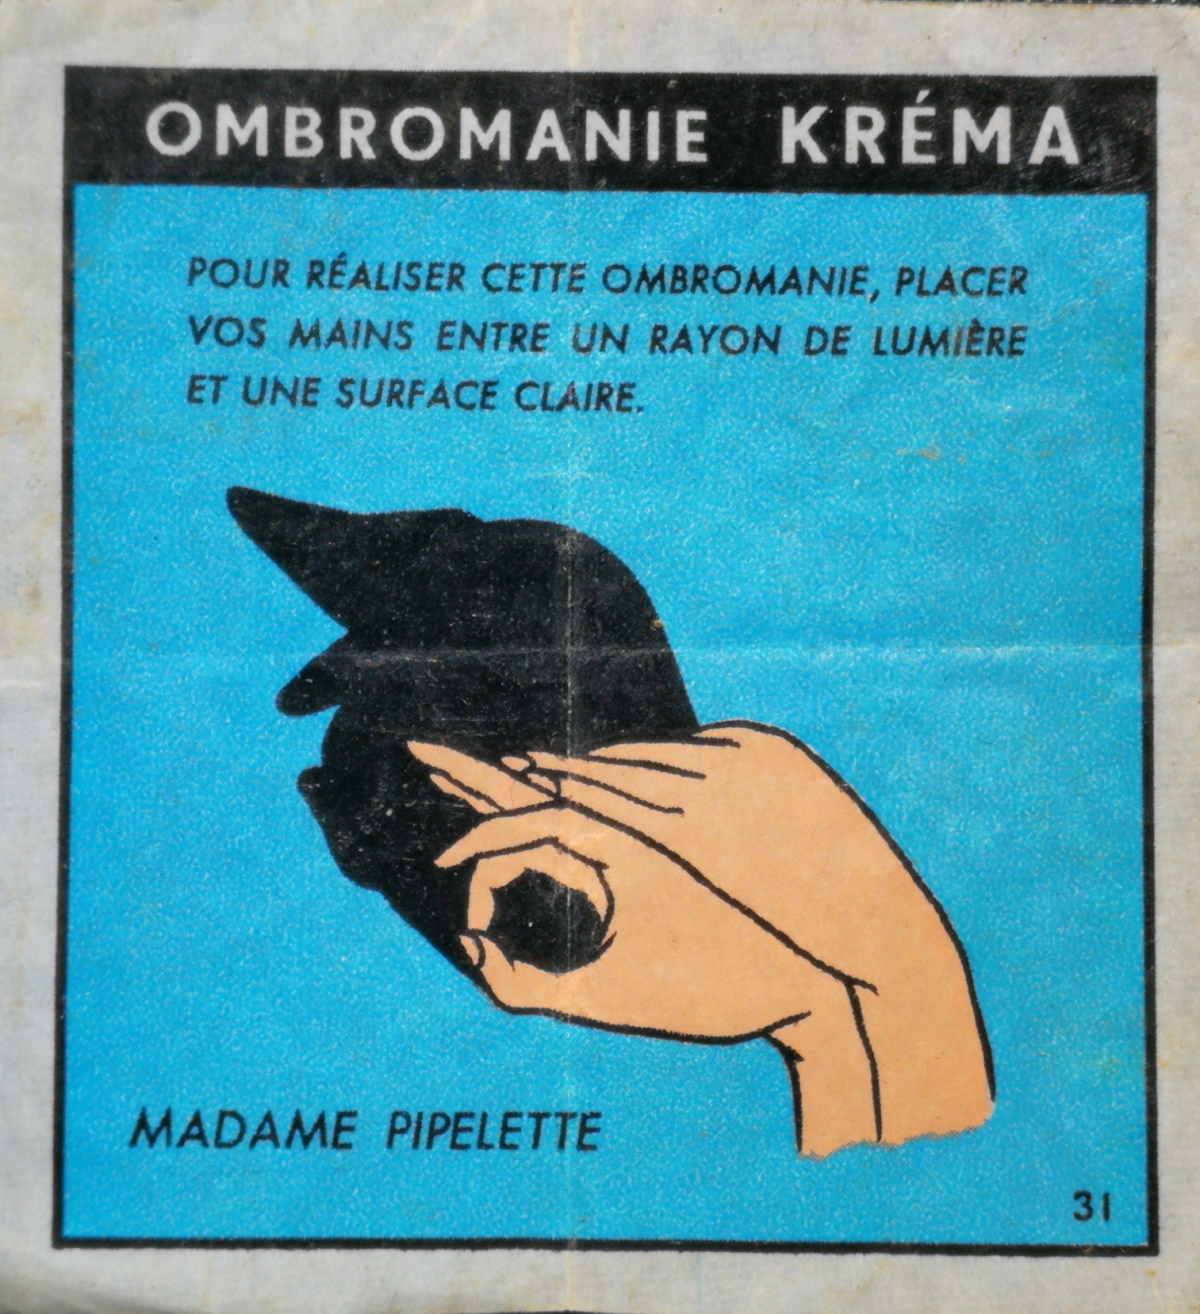 OMBROMANIE KRÉMA
POUR RÉALISER CETTE OMBROMANIE, PLACER
VOS MAINS ENTRE UN RAYON DE LUMIÈRE
ET UNE SURFACE CLAIRE.
MADAME PIPELETTE
31